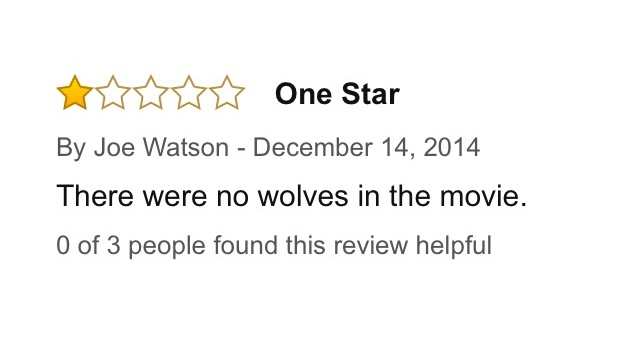 One Star
By Joe Watson - December 14, 2014
There were no wolves in the movie.
0 of 3 people found this review helpful